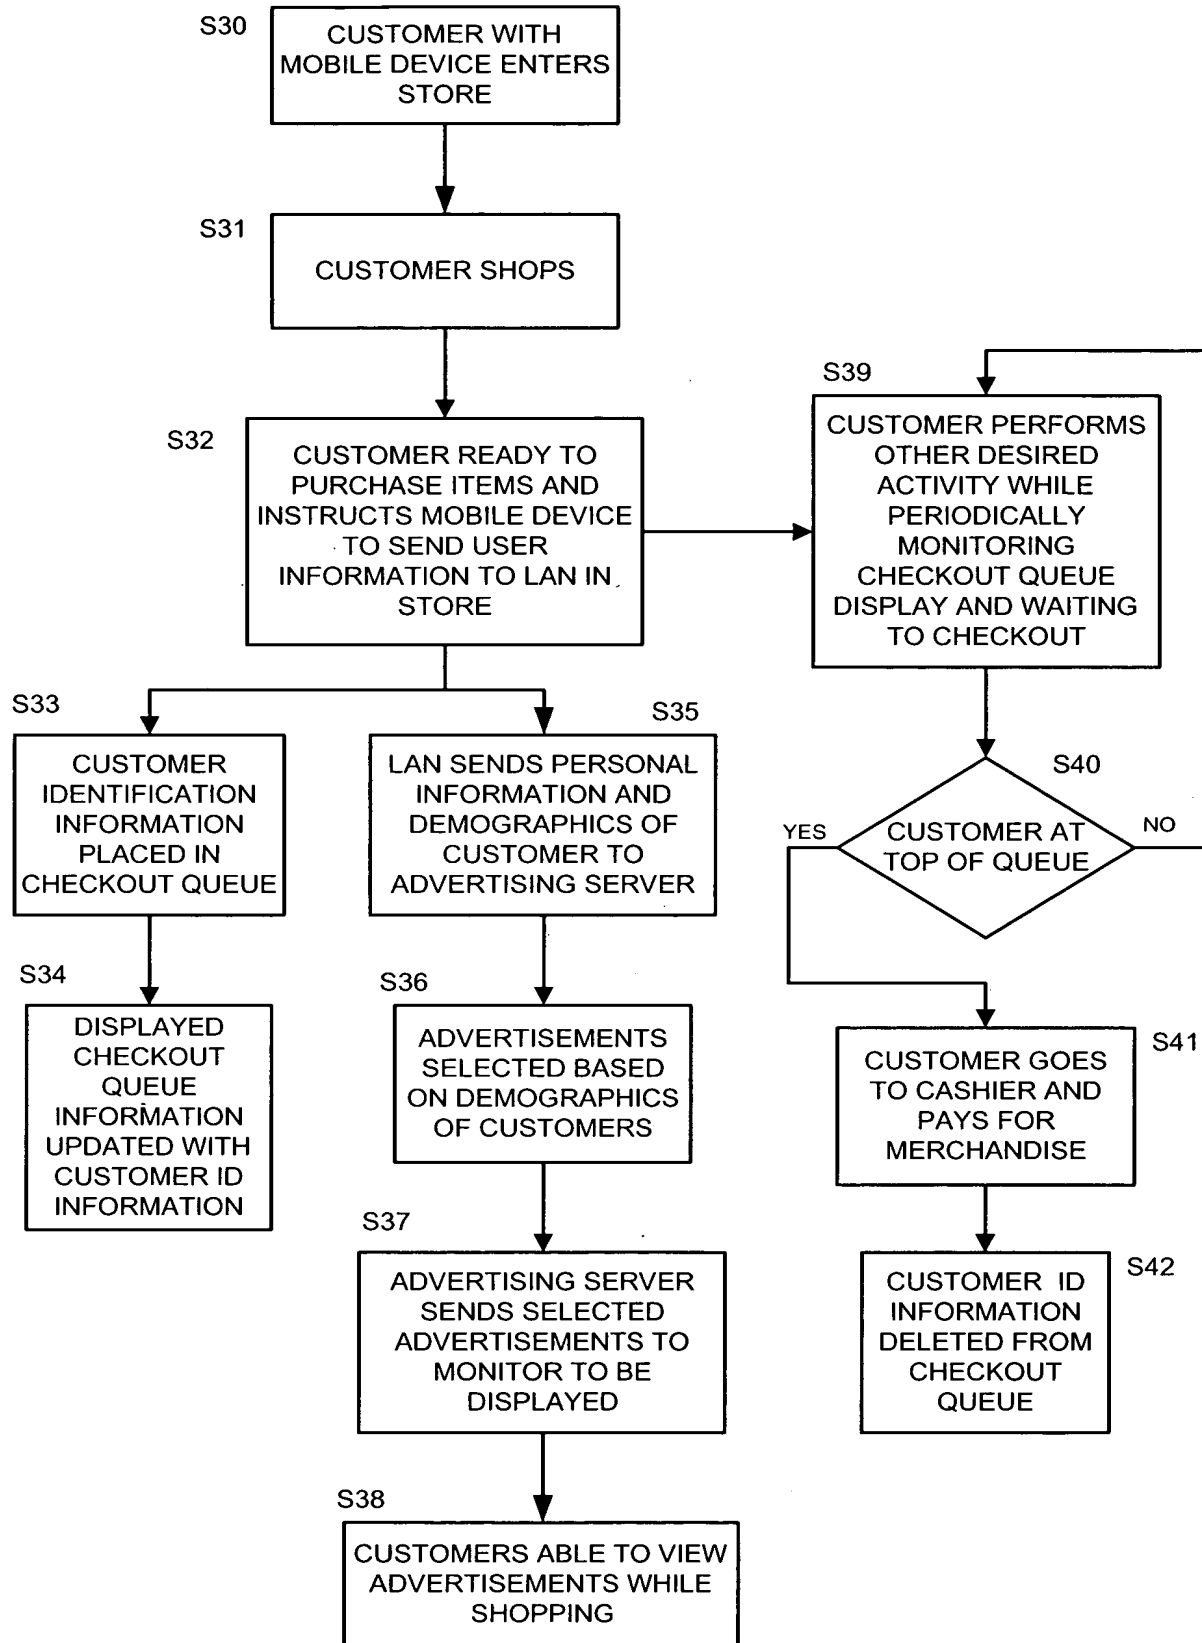 S30
CUSTOMER WITH
MOBILE DEVICE ENTERS
STORE
S31
CUSTOMER SHOPS
S32
CUSTOMER READY TO
PURCHASE ITEMS AND
INSTRUCTS MOBILE DEVICE
TO SEND USER
INFORMATION TO LAN IN
STORE
S39
CUSTOMER PERFORMS
OTHER DESIRED
ACTIVITY WHILE
PERIODICALLY
MONITORING
CHECKOUT QUEUE
DISPLAY AND WAITING
TO CHECKOUT
S33
CUSTOMER
IDENTIFICATION
INFORMATION
PLACED IN
CHECKOUT QUEUE
S35
LAN SENDS PERSONAL
INFORMATION AND
DEMOGRAPHICS OF
CUSTOMER TO
ADVERTISING SERVER
S40
YES
CUSTOMER AT
TOP OF QUEUE
NO
S34
DISPLAYED
CHECKOUT
QUEUE
INFORMATION
UPDATED WITH
CUSTOMER ID
INFORMATION
S36
ADVERTISEMENTS
SELECTED BASED
ON DEMOGRAPHICS
OF CUSTOMERS
S41
CUSTOMER GOES
TO CASHIER AND
PAYS FOR
MERCHANDISE
S37
ADVERTISING SERVER
SENDS SELECTED
ADVERTISEMENTS TO
MONITOR TO BE
DISPLAYED
S42
CUSTOMER ID
INFORMATION
DELETED FROM
CHECKOUT
QUEUE
S38
CUSTOMERS ABLE TO VIEW
ADVERTISEMENTS WHILE
SHOPPING